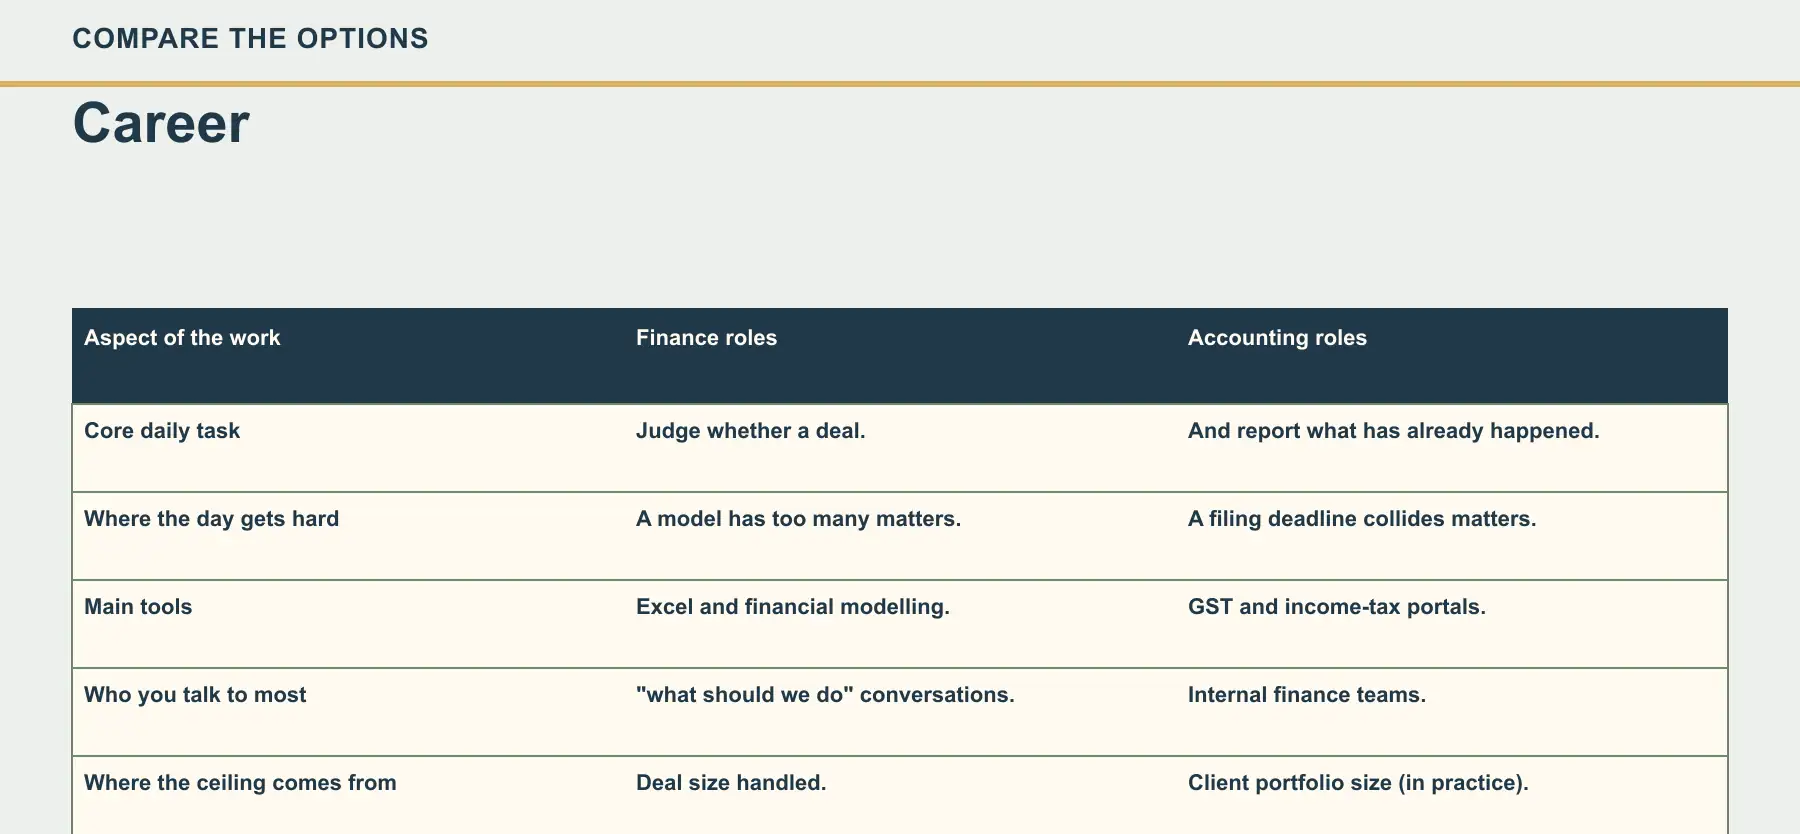 COMPARE THE OPTIONS
Career
Aspect of the work Finance roles Accounting roles
Core daily task Judge whether a deal. And report what has already happened.
Where the day gets hard A model has too many matters. A filing deadline collides matters.
Main tools Excel and financial modelling. GST and income-tax portals.
Who you talk to most "what should we do" conversations. Internal finance teams.
Where the ceiling comes from Deal size handled. Client portfolio size (in practice).